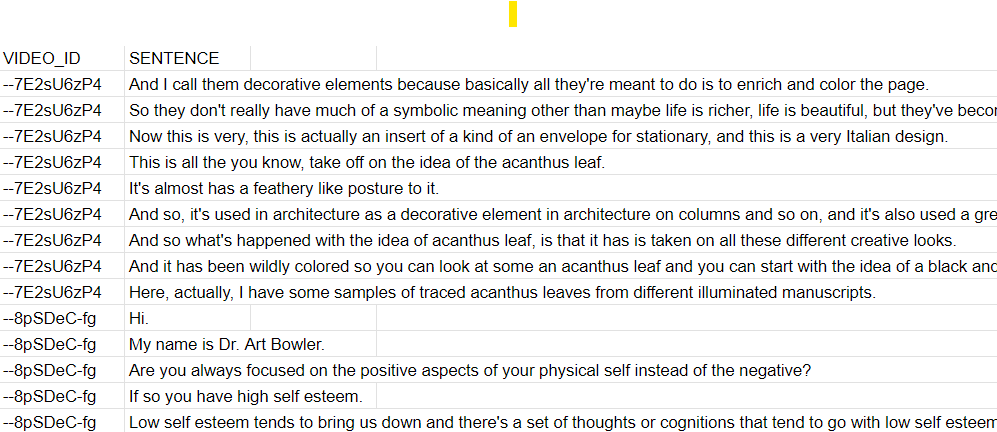 VIDEO_ID SENTENCE
--7E2sU6zP4 And I call them decorative elements because basically all they're meant to do is to enrich and color the page.
--7E2sU6zP4 So they don't really have much of a symbolic meaning other than maybe life is richer, life is beautiful, but they've
--7E2sU6zP4 Now this is very, this is actually an insert of a kind of an envelope for stationary, and this is a very Italian design.
--7E2sU6zP4 This is all the you know, take off on the idea of the acanthus leaf.
--7E2sU6zP4 It's almost has a feathery like posture to it.
--7E2sU6zP4 And so, it's used in architecture as a decorative element in architecture on columns and so on, and it's also used a
--7E2sU6zP4 And so what's happened with the idea of acanthus leaf, is that it has is taken on all these different creative looks.
--7E2sU6zP4 And it has been wildly colored so you can look at some an acanthus leaf and you can start with the idea of a black
--7E2sU6zP4 Here, actually, I have some samples of traced acanthus leaves from different illuminated manuscripts.
--8pSDeC-fg Hi.
--8pSDeC-fg My name is Dr. Art Bowler.
--8pSDeC-fg Are you always focused on the positive aspects of your physical self instead of the negative?
--8pSDeC-fg If so you have high self esteem.
--8pSDeC-fg Low self esteem tends to bring us down and there's a set of thoughts or cognitions that tend to go with low self esteem